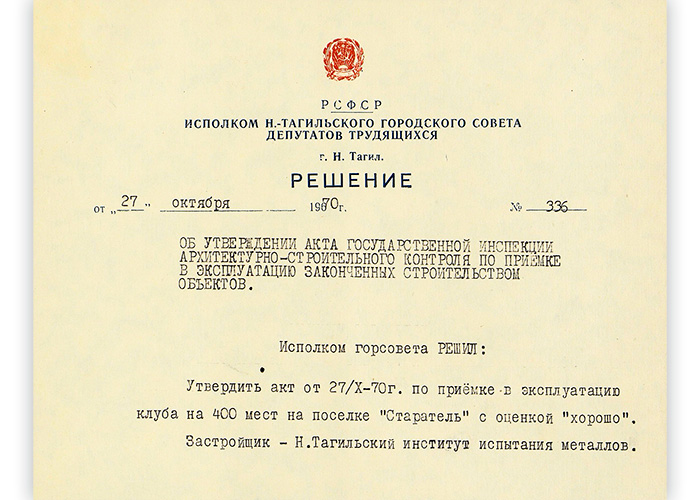 РСФСР
ИСПОЛКОМ Н.-ТАГИЛЬСКОГО ГОРОДСКОГО СОВЕТА
ДЕПУТАТОВ ТРУДЯЩИХСЯ
г. Н. Тагил.
РЕШЕНИЕ
от „27„ октября 1970г. № 336
ОБ УТВЕРЖДЕНИИ АКТА ГОСУДАРСТВЕННОЙ ИНСПЕКЦИИ
АРХИТЕКТУРНО-СТРОИТЕЛЬНОГО КОНТРОЛЯ ПО ПРИЁМКЕ
В ЭКСПЛУАТАЦИЮ ЗАКОНЧЕННЫХ СТРОИТЕЛЬСТВОМ
ОБЪЕКТОВ.
Исполком горсовета РЕШИЛ:
Утвердить акт от 27/X-70г. по приёмке в эксплуатацию
клуба на 400 мест на поселке "Старатель" с оценкой "хорошо".
Застройщик - Н.Тагильский институт испытания металлов.